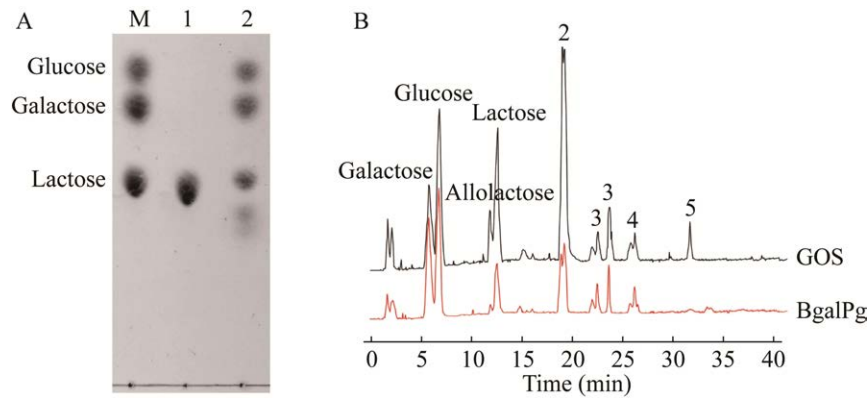 A
M 1 2
Glucose
Galactose
Lactose
B
2
Glucose
Lactose
Galactose
Allolactose
3
3
4
5
GOS
BgalPg
0 5 10 15 20 25 30 35 40
Time (min)